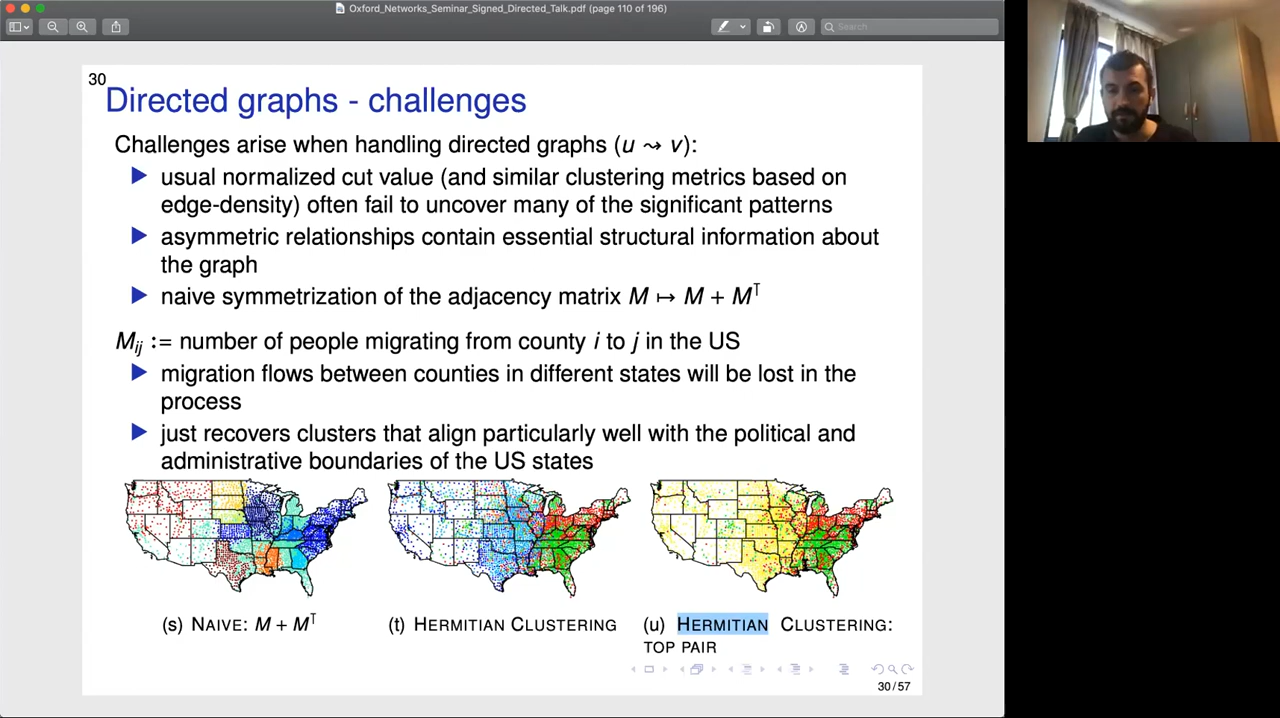 Oxford_Networks_Seminar_Signed_Directed_Talk.pdf (page 110 of 196)
Search
30
Directed graphs - challenges
Challenges arise when handling directed graphs (u ⇝ v):
usual normalized cut value (and similar clustering metrics based on
edge-density) often fail to uncover many of the significant patterns
asymmetric relationships contain essential structural information about
the graph
naive symmetrization of the adjacency matrix M ↦ M + Mᵀ
M_ij := number of people migrating from county i to j in the US
migration flows between counties in different states will be lost in the
process
just recovers clusters that align particularly well with the political and
administrative boundaries of the US states
(s) NAIVE: M + Mᵀ
(t) HERMITIAN CLUSTERING
(u) HERMITIAN CLUSTERING:
TOP PAIR
30/57